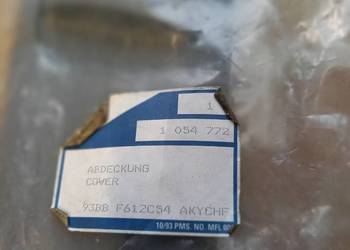 1
1 054 772
ABDECKUNG
COVER
93BB F612C54 AKYCHF
10/93 PMS. NO. MFL